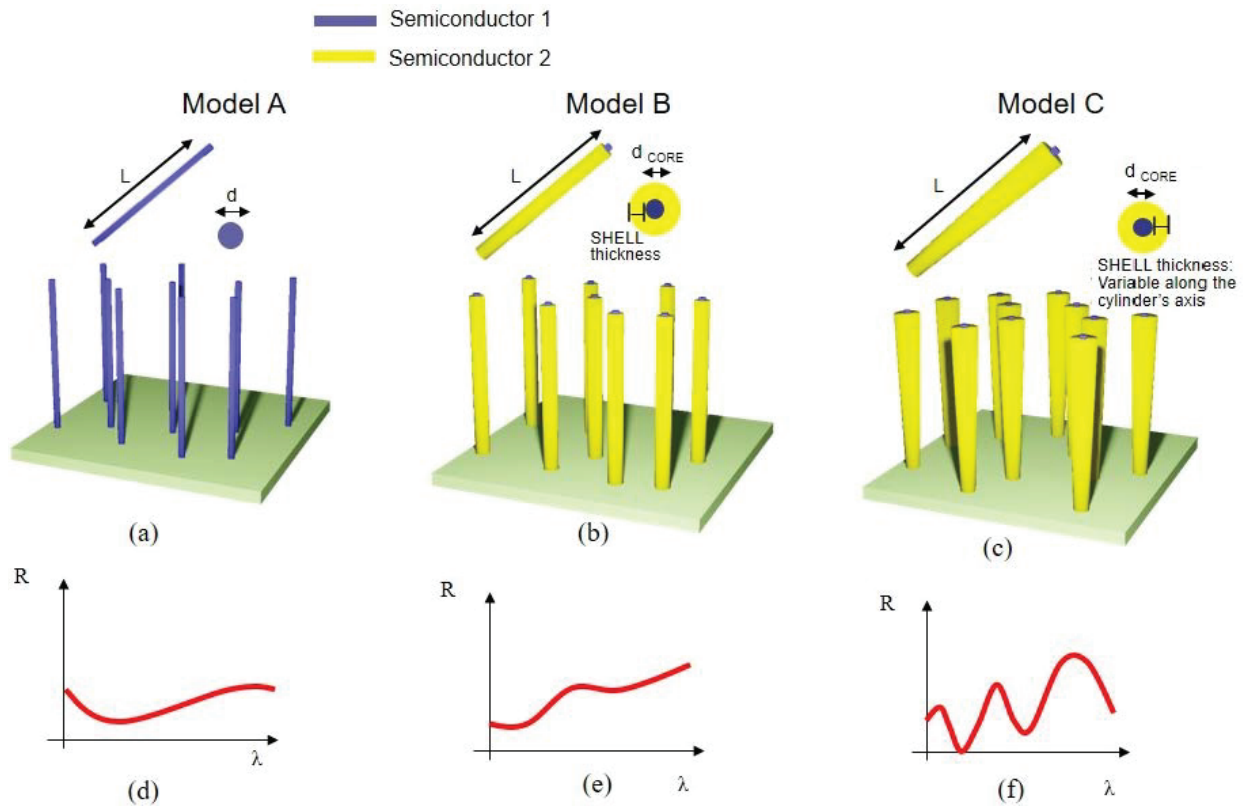 Semiconductor 1
Semiconductor 2
Model A
Model B
Model C
L
d
L
d CORE
SHELL
thickness
L
d CORE
SHELL thickness:
Variable along the
cylinder's axis
(a)
(b)
(c)
R
λ
(d)
R
λ
(e)
R
λ
(f)